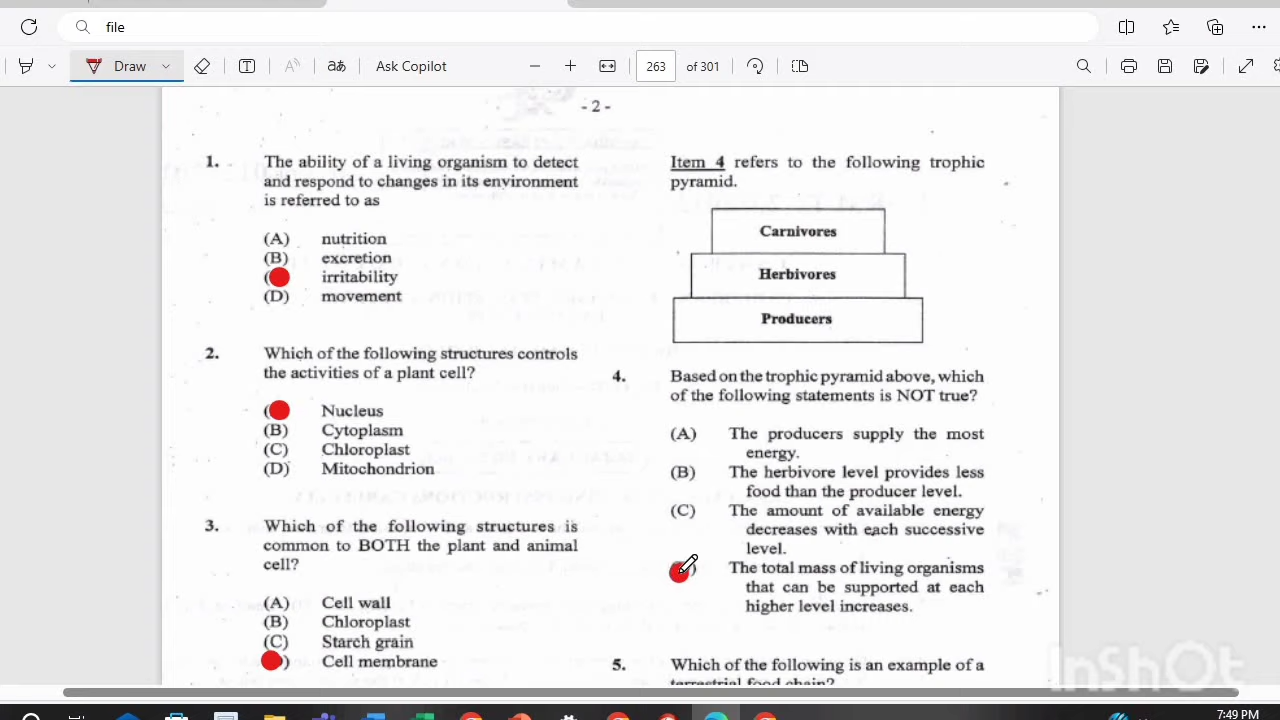 file
Draw
aあ
Ask Copilot
263 of 301
- 2 -
1. The ability of a living organism to detect
and respond to changes in its environment
is referred to as
(A) nutrition
(B) excretion
( irritability
(D) movement
2. Which of the following structures controls
the activities of a plant cell?
( Nucleus
(B) Cytoplasm
(C) Chloroplast
(D) Mitochondrion
3. Which of the following structures is
common to BOTH the plant and animal
cell?
(A) Cell wall
(B) Chloroplast
(C) Starch grain
) Cell membrane
Item 4 refers to the following trophic
pyramid.
Carnivores
Herbivores
Producers
4. Based on the trophic pyramid above, which
of the following statements is NOT true?
(A) The producers supply the most
energy.
(B) The herbivore level provides less
food than the producer level.
(C) The amount of available energy
decreases with each successive
level.
) The total mass of living organisms
that can be supported at each
higher level increases.
5. Which of the following is an example of a
terrestrial food chain?
InShOt
7:49 PM